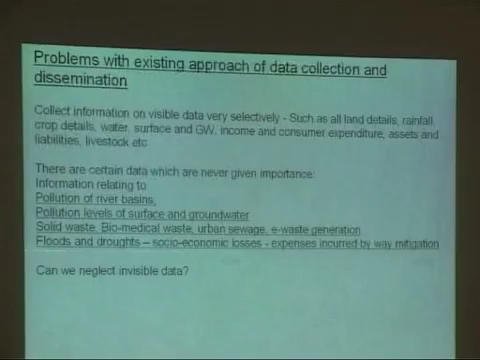 Problems with existing approach of data collection and
dissemination
Collect information on visible data very selectively - Such as all land details, rainfall,
crop details, water, surface and GW, income and consumer expenditure, assets and
liabilities, livestock etc
There are certain data which are never given importance:
Information relating to
Pollution of river basins,
Pollution levels of surface and groundwater
Solid waste, Bio-medical waste, urban sewage, e-waste generation
Floods and droughts – socio-economic losses - expenses incurred by way mitigation
Can we neglect invisible data?